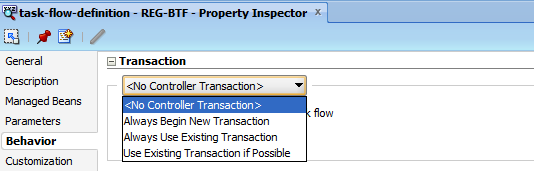 task-flow-definition - REG-BTF - Property Inspector
General
Description
Managed Beans
Parameters
Behavior
Customization
Transaction
<No Controller Transaction>
<No Controller Transaction>
Always Begin New Transaction
Always Use Existing Transaction
Use Existing Transaction if Possible
flow